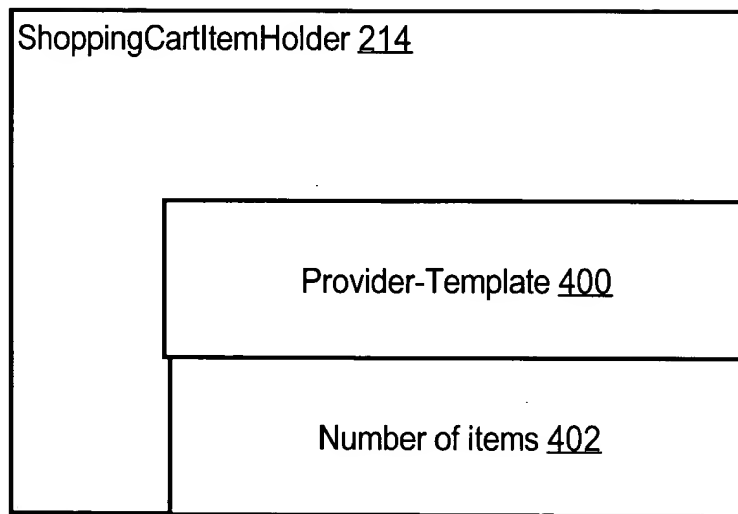 ShoppingCartItemHolder 214
Provider-Template 400
Number of items 402